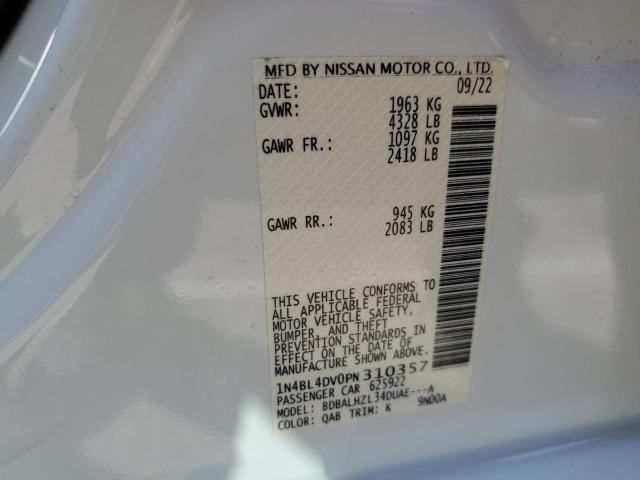 MFD BY NISSAN MOTOR CO., LTD.
DATE: 09/22
GVWR: 1963 KG
4328 LB
GAWR FR.: 1097 KG
2418 LB
GAWR RR.: 945 KG
2083 LB
THIS VEHICLE CONFORMS TO
ALL APPLICABLE FEDERAL
MOTOR VEHICLE SAFETY,
BUMPER, AND THEFT
PREVENTION STANDARDS IN
EFFECT ON THE DATE OF
MANUFACTURE SHOWN ABOVE.
1N4BL4DV0PN310357
PASSENGER CAR 625922
MODEL: BDBALHZL34DUAE---A
COLOR: QAB TRIM: K 9N00A